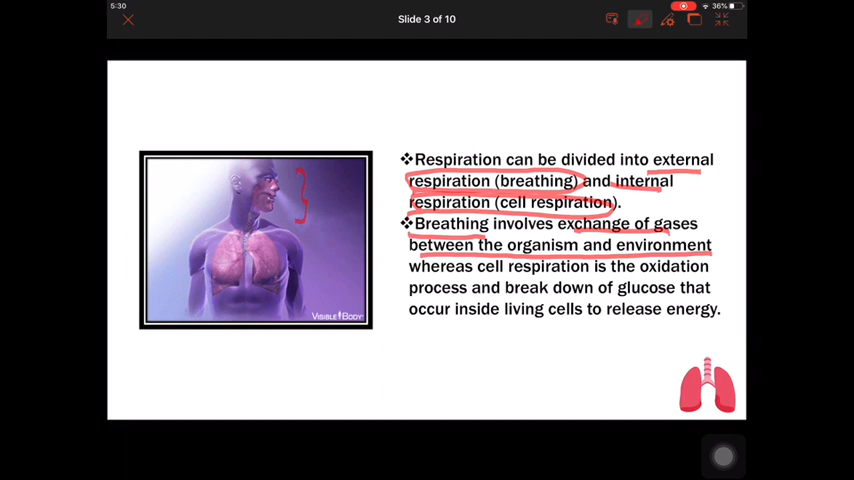 5:30
36%
Slide 3 of 10
❖Respiration can be divided into external
respiration (breathing) and internal
respiration (cell respiration).
❖Breathing involves exchange of gases
between the organism and environment
whereas cell respiration is the oxidation
process and break down of glucose that
occur inside living cells to release energy.
VISIBLE BODY